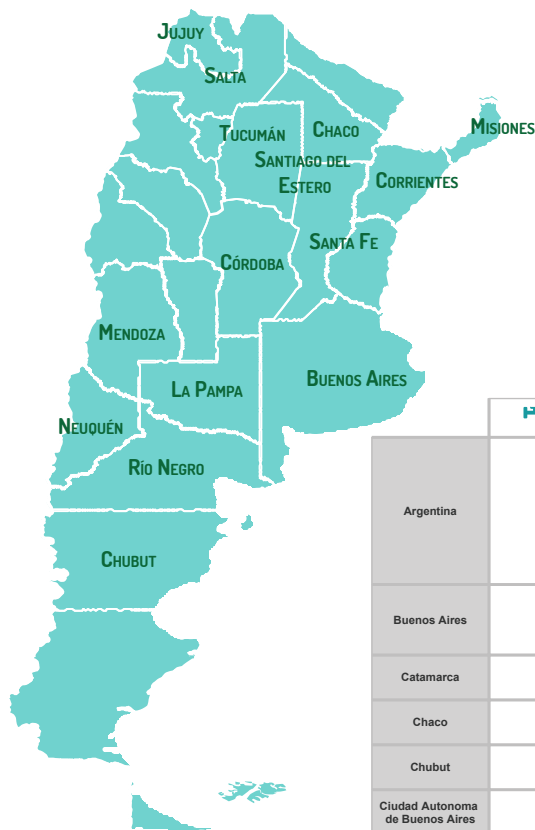 Jujuy
Salta
Tucumán
Chaco
Misiones
Santiago del
Estero
Corrientes
Santa Fe
Córdoba
Mendoza
Buenos Aires
La Pampa
Neuquén
Río Negro
Chubut
Argentina
Buenos Aires
Catamarca
Chaco
Chubut
Ciudad Autonoma
de Buenos Aires